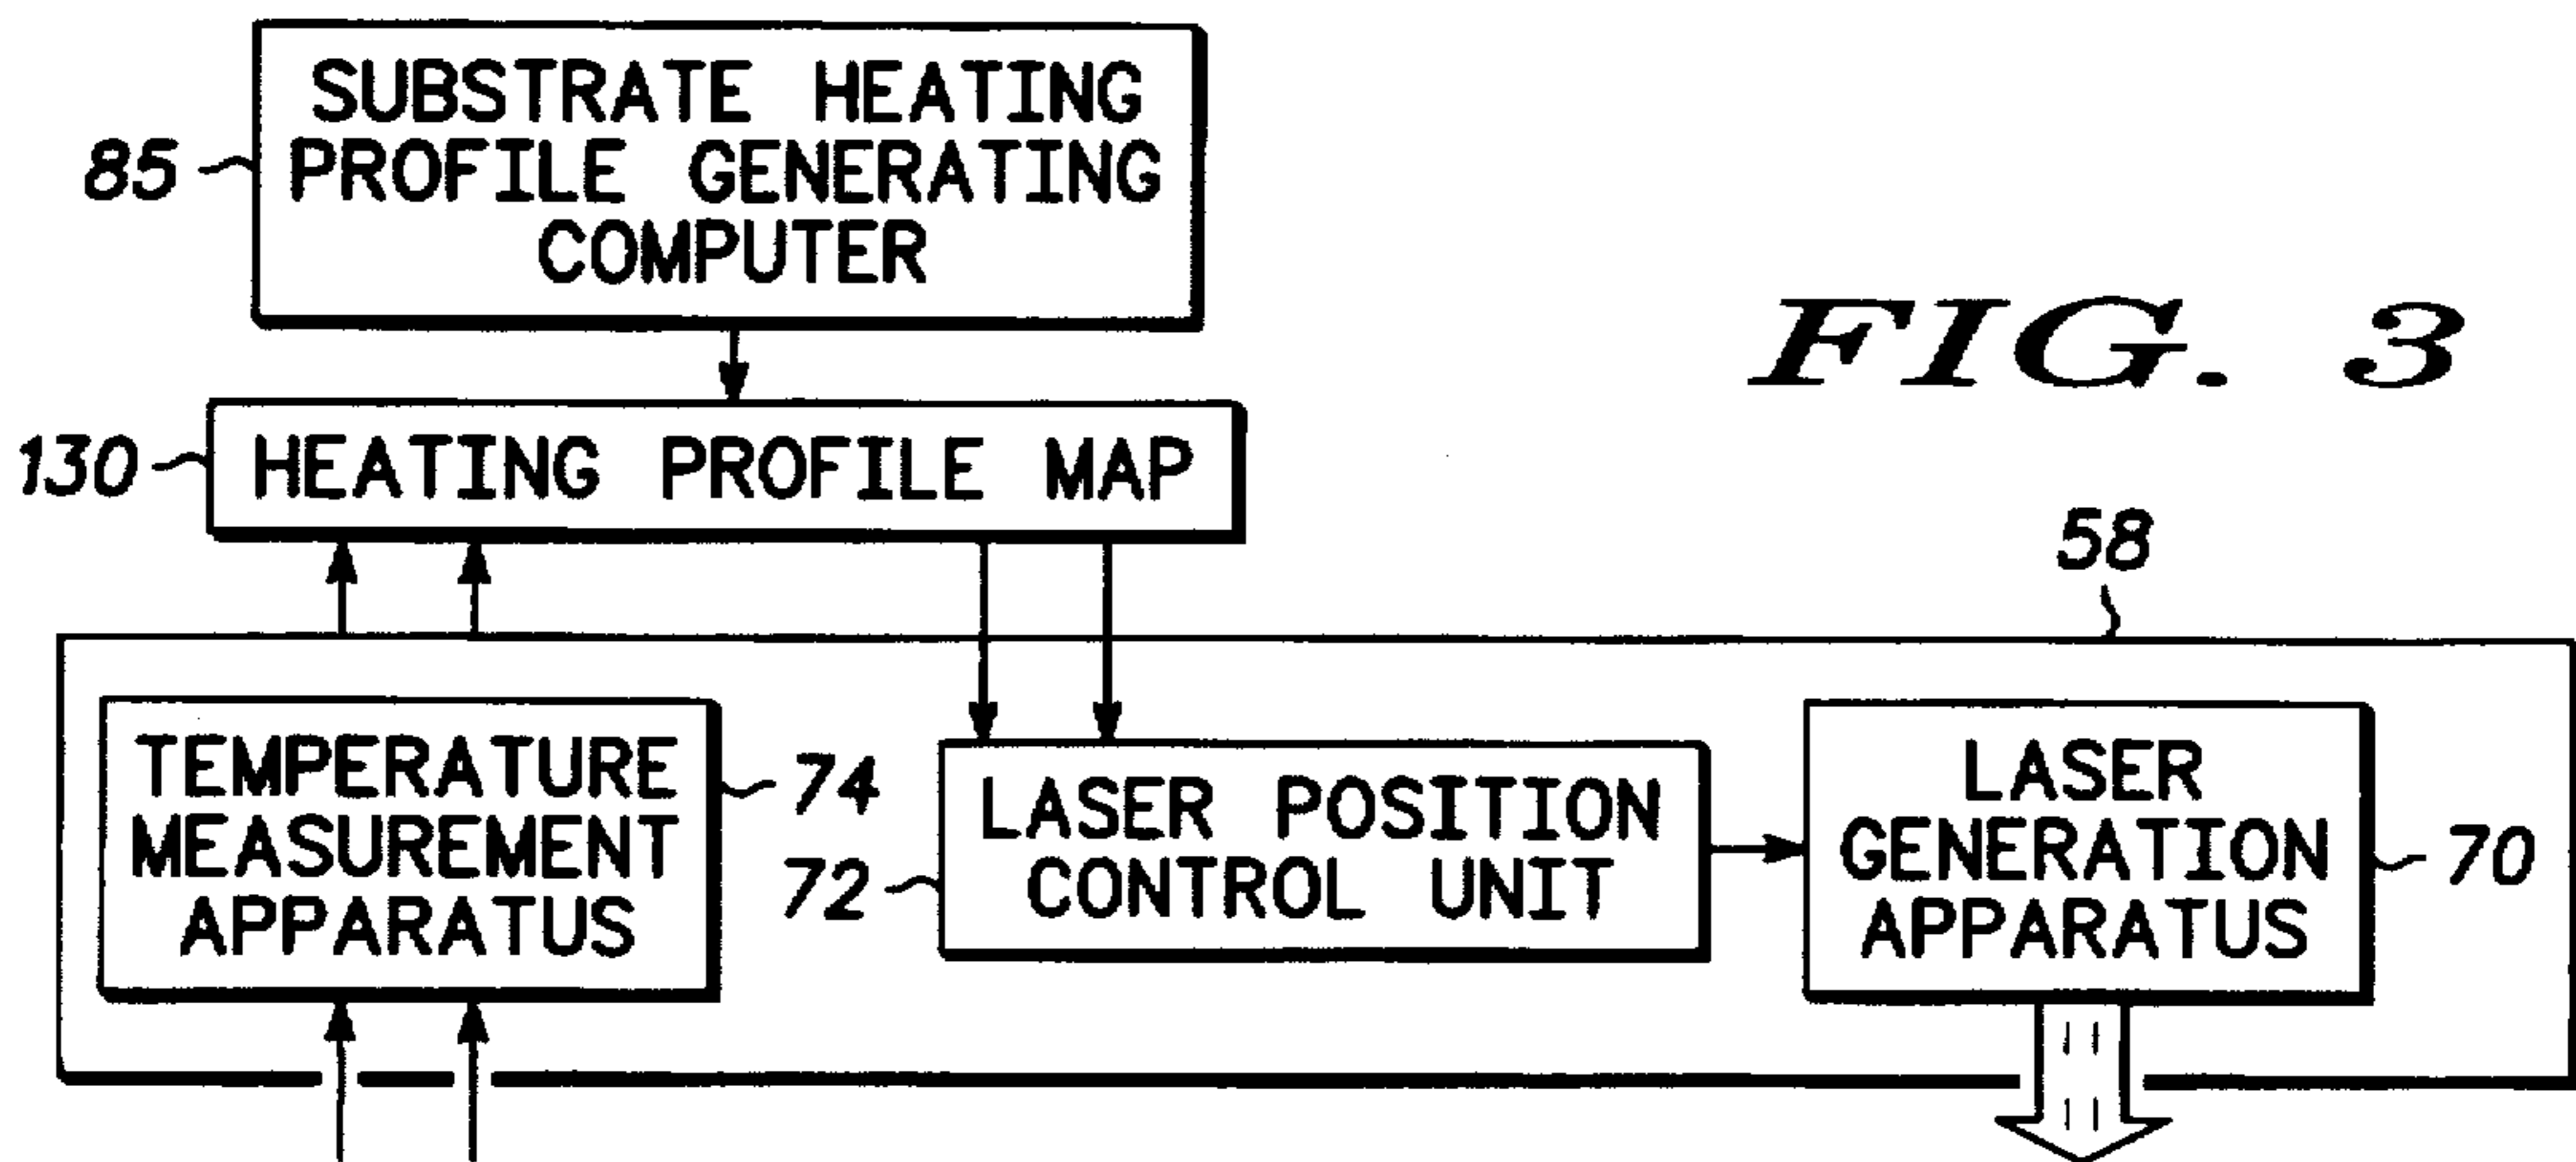 SUBSTRATE HEATING
PROFILE GENERATING
COMPUTER
85
FIG. 3
130
HEATING PROFILE MAP
58
TEMPERATURE
MEASUREMENT
APPARATUS
74
72
LASER POSITION
CONTROL UNIT
LASER
GENERATION
APPARATUS
70